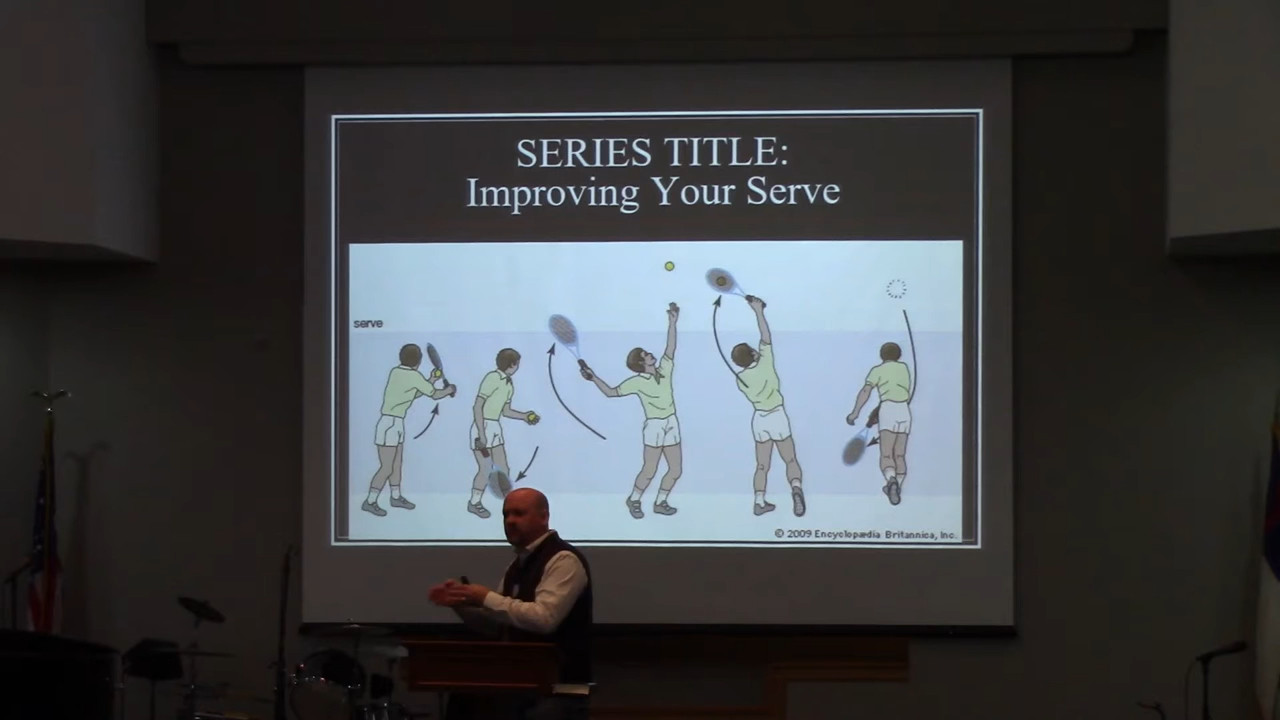 SERIES TITLE:
Improving Your Serve
serve
© 2009 Encyclopædia Britannica, Inc.